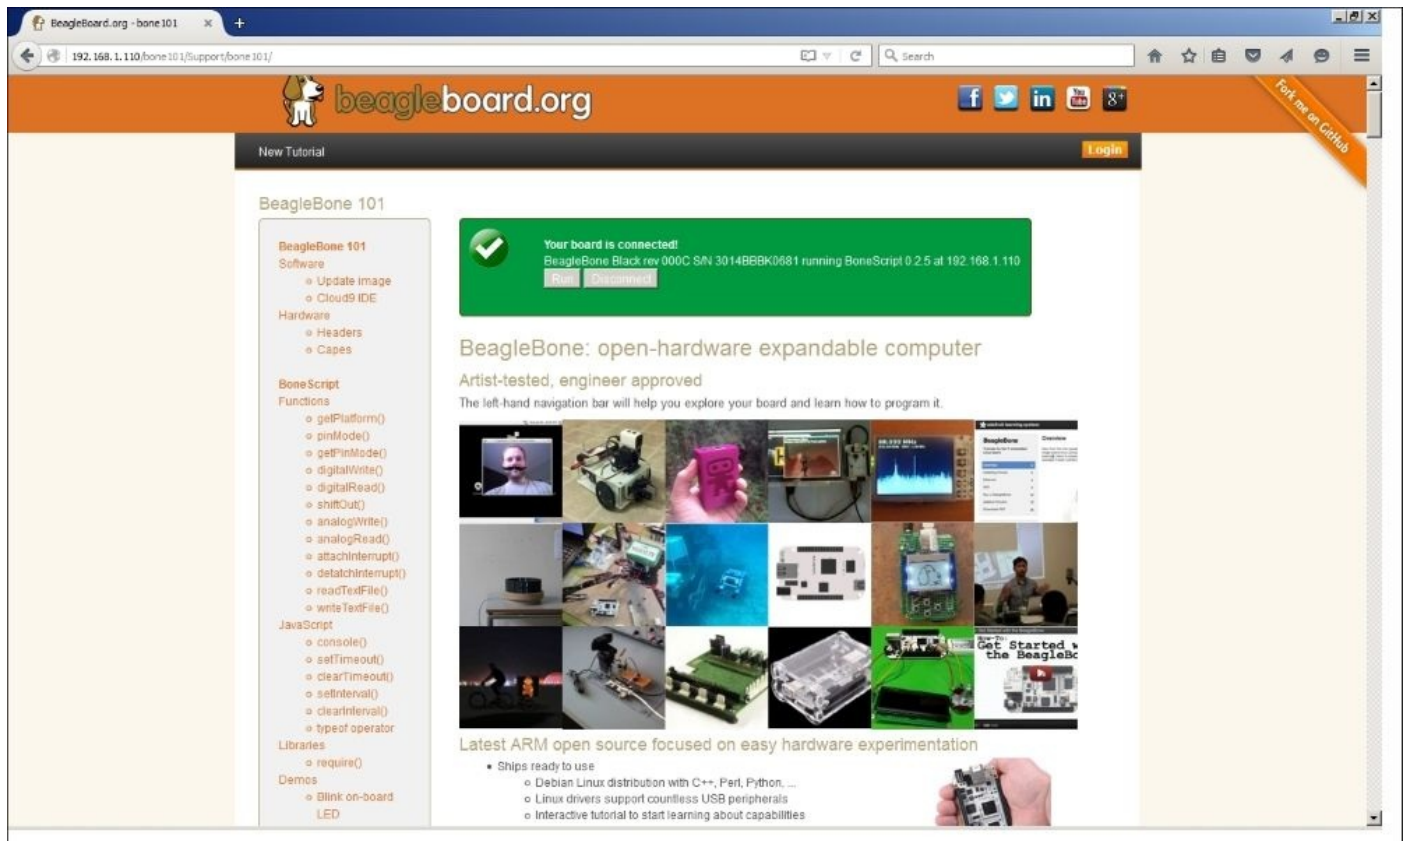 BeagleBoard.org - bone101
192.168.1.110/bone101/Support/bone101/
Search
beagleboard.org
Fork me on GitHub
New Tutorial
Login
BeagleBone 101
BeagleBone 101
Software
Update image
Cloud9 IDE
Hardware
Headers
Capes
BoneScript
Functions
getPlatform()
pinMode()
getPinMode()
digitalWrite()
digitalRead()
shiftOut()
analogWrite()
analogRead()
attachInterrupt()
detatchInterrupt()
readTextFile()
writeTextFile()
JavaScript
console()
setTimeout()
clearTimeout()
setInterval()
clearInterval()
typeof operator
Libraries
require()
Demos
Blink on-board
LED
Your board is connected!
BeagleBone Black rev 000C S/N 3014BBBK0681 running BoneScript 0.2.5 at 192.168.1.110
Run Disconnect
BeagleBone: open-hardware expandable computer
Artist-tested, engineer approved
The left-hand navigation bar will help you explore your board and learn how to program it.
BeagleBone
Overview
How-To:
Get Started w
the BeagleBo
Latest ARM open source focused on easy hardware experimentation
Ships ready to use
Debian Linux distribution with C++, Perl, Python, ...
Linux drivers support countless USB peripherals
Interactive tutorial to start learning about capabilities